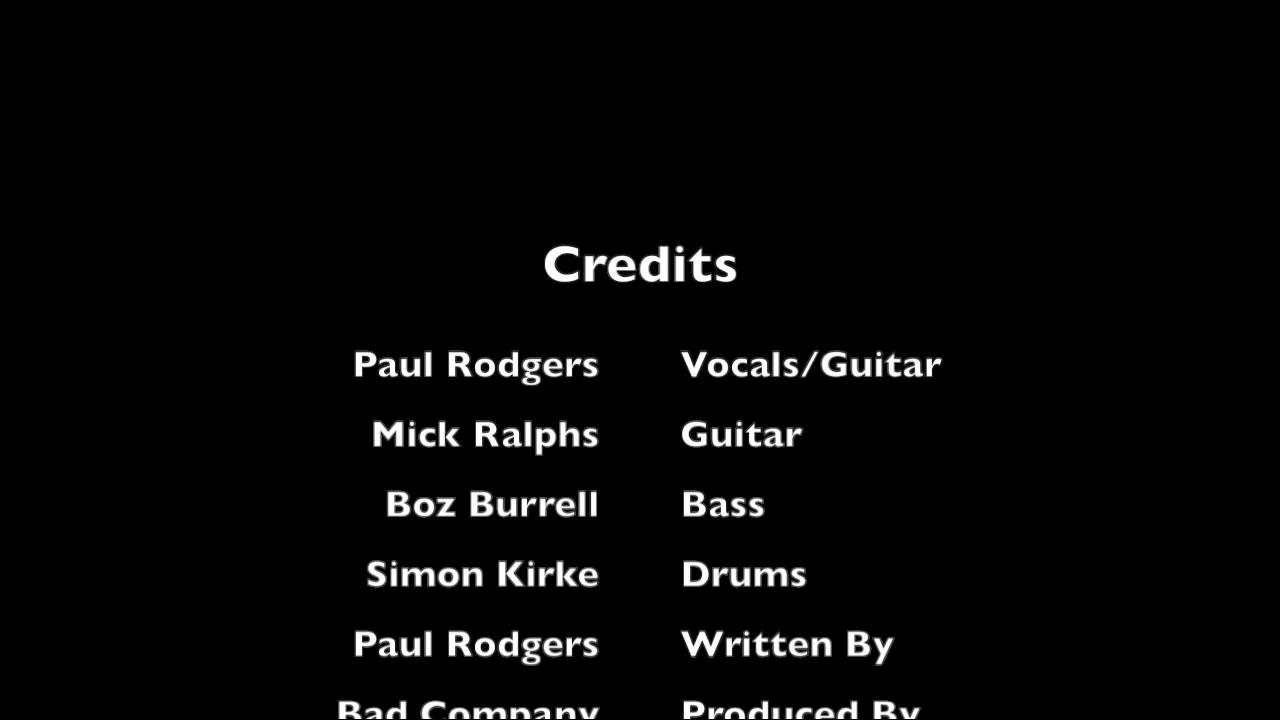 Credits
Paul Rodgers Vocals/Guitar
Mick Ralphs Guitar
Boz Burrell Bass
Simon Kirke Drums
Paul Rodgers Written By
Bad Company Produced By